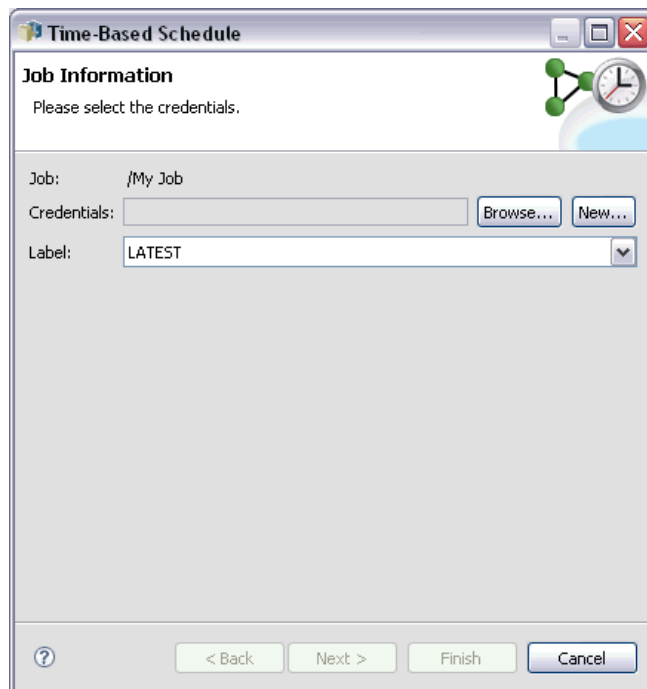 Time-Based Schedule
Job Information
Please select the credentials.
Job: /My Job
Credentials: Browse... New...
Label: LATEST
? < Back Next > Finish Cancel